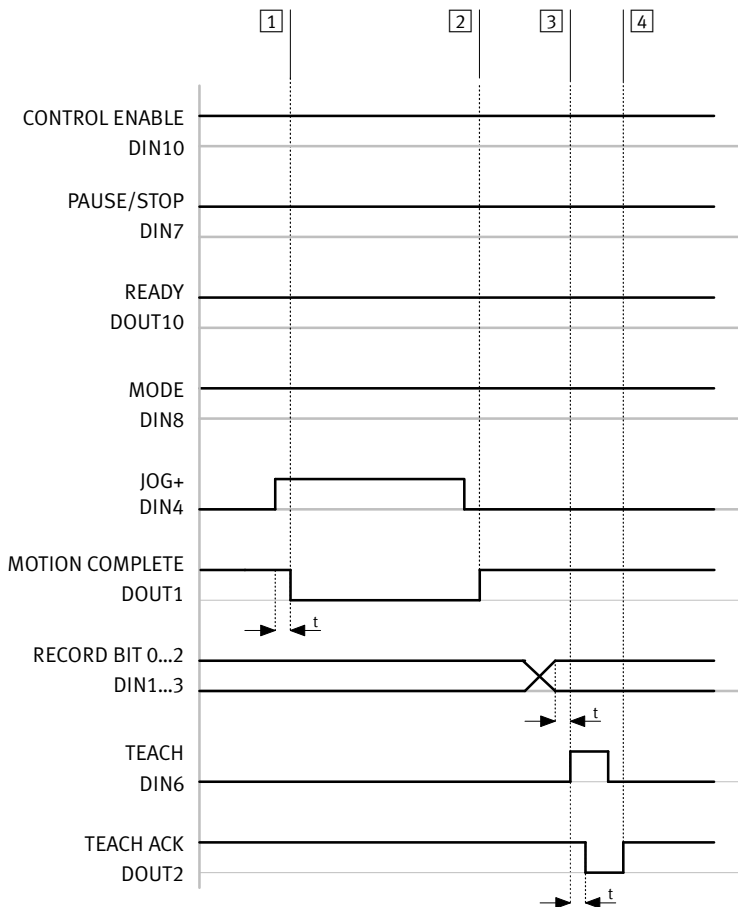 1 2 3 4
CONTROL ENABLE
DIN10
PAUSE/STOP
DIN7
READY
DOUT10
MODE
DIN8
JOG+
DIN4
MOTION COMPLETE
DOUT1
t
RECORD BIT 0...2
DIN1...3
t
TEACH
DIN6
TEACH ACK
DOUT2
t